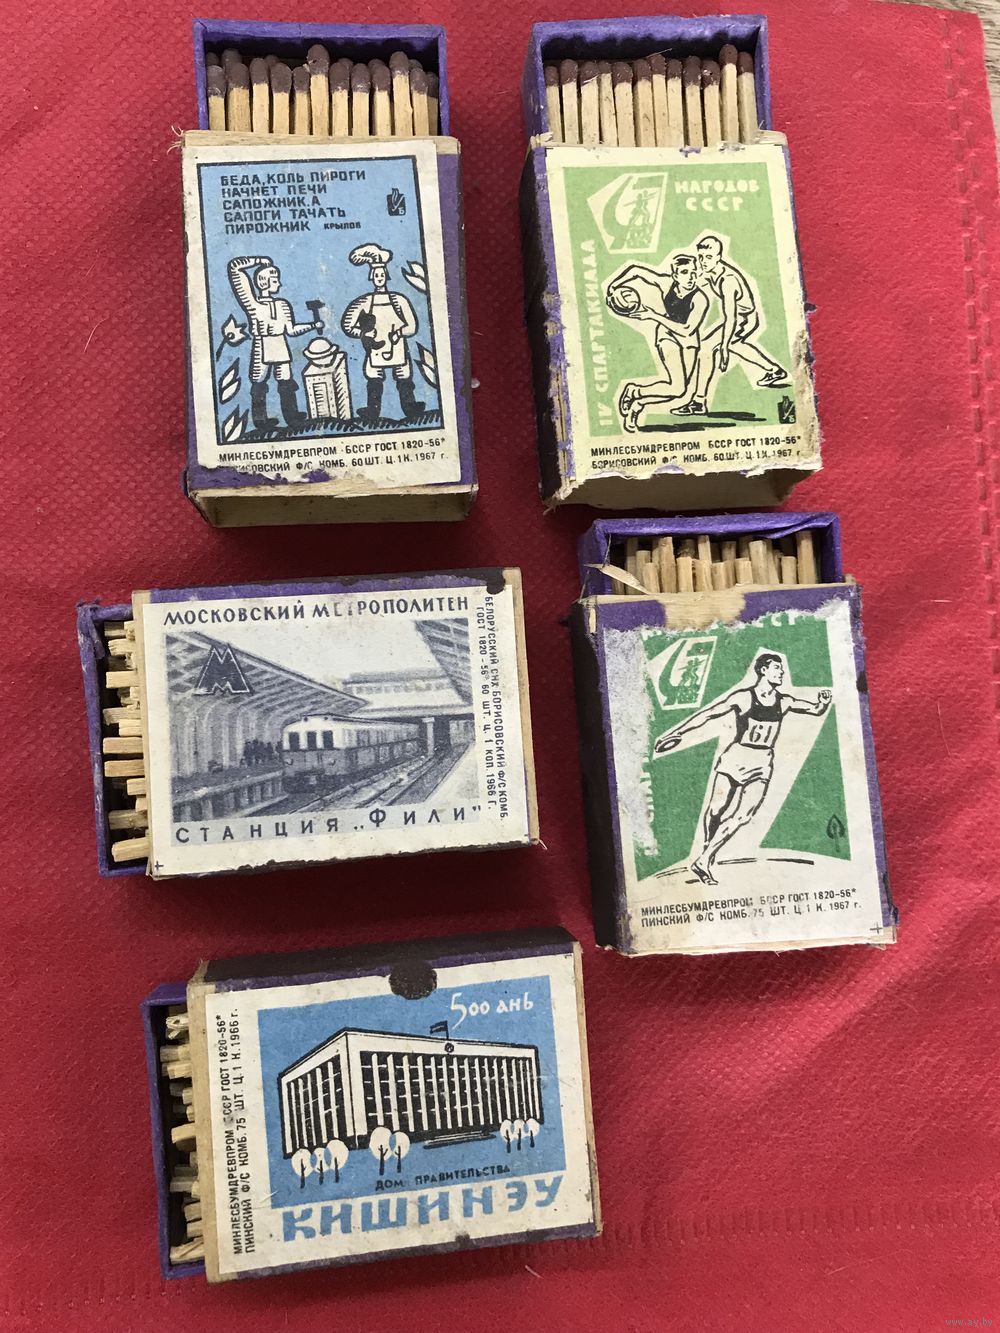 БЕДА, КОЛЬ ПИРОГИ
НАЧНЕТ ПЕЧИ
САПОЖНИК, А
САПОГИ ТАЧАТЬ
ПИРОЖНИК КРЫЛОВ
МИНЛЕСБУМДРЕВПРОМ БССР ГОСТ 1820-56*
БОРИСОВСКИЙ Ф/С КОМБ. 60 ШТ. Ц. 1 К. 1967 г.
IV СПАРТАКИАДА
НАРОДОВ
СССР
МИНЛЕСБУМДРЕВПРОМ БССР ГОСТ 1820-56*
БОРИСОВСКИЙ Ф/С КОМБ. 60 ШТ. Ц. 1 К. 1967 г.
МОСКОВСКИЙ МЕТРОПОЛИТЕН
М
СТАНЦИЯ „ФИЛИ"
БЕЛОРУССКИЙ СНХ БОРИСОВСКИЙ Ф/С КОМБ.
ГОСТ 1820-56* 60 ШТ. Ц. 1 КОП. 1966 Г.
61
МИНЛЕСБУМДРЕВПРОМ БССР ГОСТ 1820-56*
ПИНСКИЙ Ф/С КОМБ. 75 ШТ. Ц. 1 К. 1967 г.
МИНЛЕСБУМДРЕВПРОМ БССР ГОСТ 1820-56*
ПИНСКИЙ Ф/С КОМБ. 75 ШТ. Ц. 1 К. 1966 г.
500 АНЬ
ДОМ ПРАВИТЕЛЬСТВА
КИШИНЭУ
www.ay.by